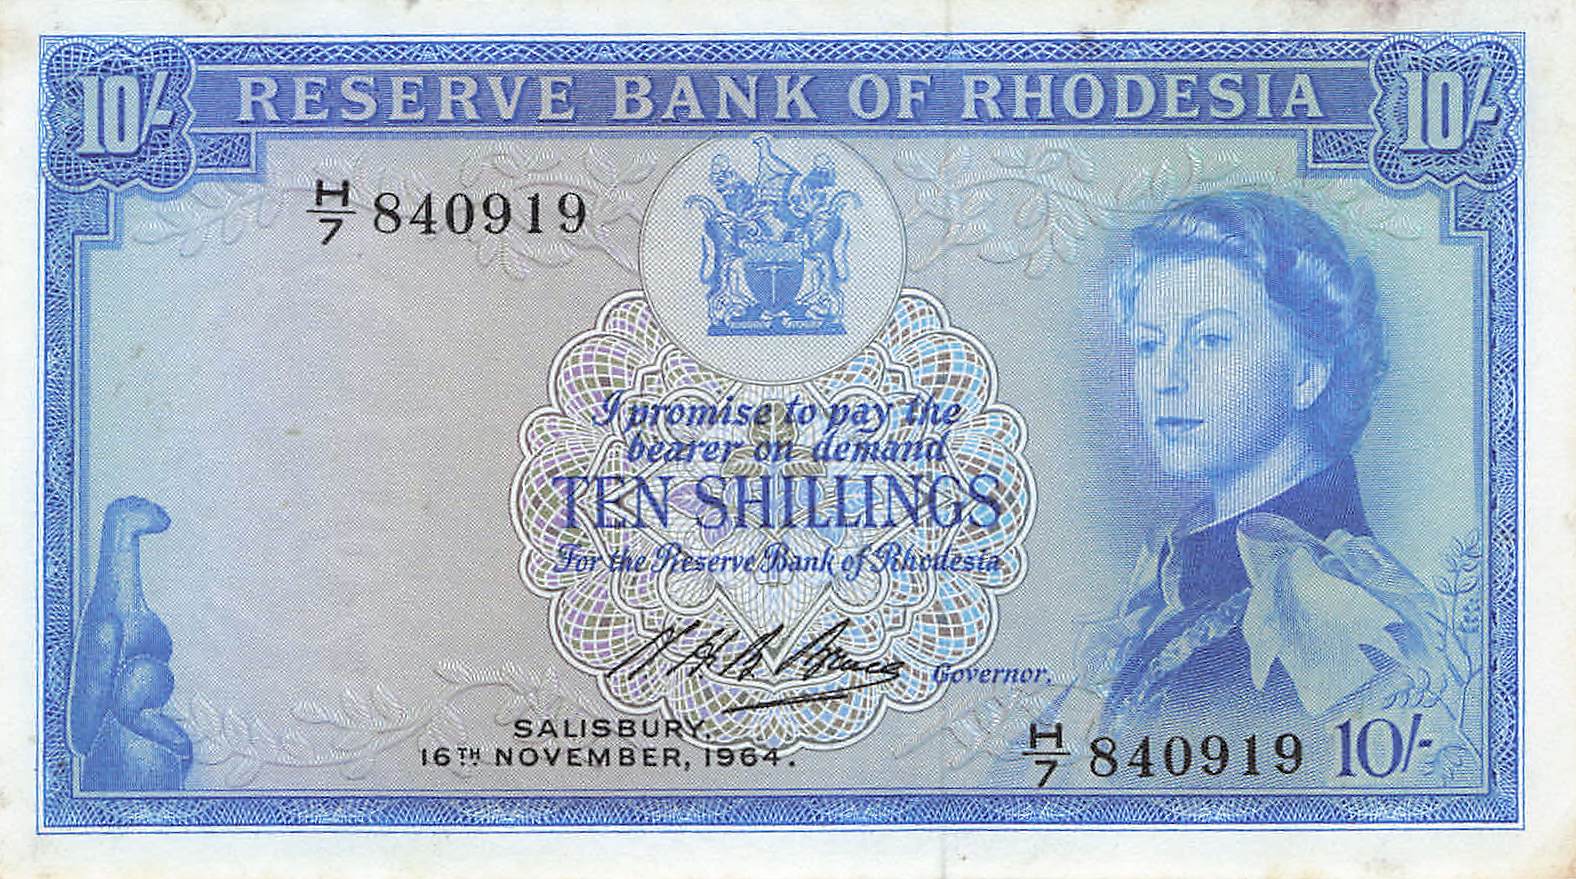 10/- RESERVE BANK OF RHODESIA 10/-
H/7 840919
I promise to pay the
bearer on demand
TEN SHILLINGS
For the Reserve Bank of Rhodesia
Governor.
SALISBURY,
16TH NOVEMBER, 1964.
H/7 840919 10/-